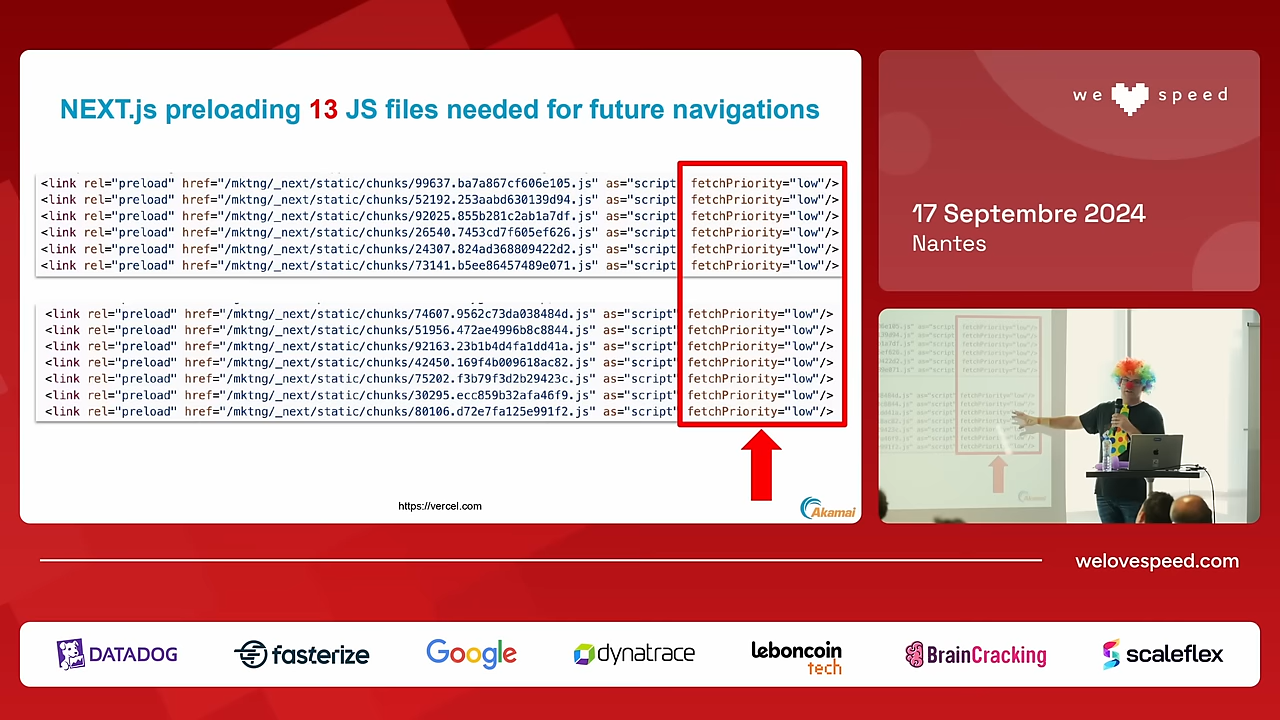 NEXT.js preloading 13 JS files needed for future navigations
<link rel="preload" href="/mktng/_next/static/chunks/99637.ba7a867cf606e105.js" as="script fetchPriority="low"/>
<link rel="preload" href="/mktng/_next/static/chunks/52192.253aabd630139d94.js" as="script fetchPriority="low"/>
<link rel="preload" href="/mktng/_next/static/chunks/92025.855b281c2ab1a7df.js" as="script fetchPriority="low"/>
<link rel="preload" href="/mktng/_next/static/chunks/26540.7453cd7f605ef626.js" as="script fetchPriority="low"/>
<link rel="preload" href="/mktng/_next/static/chunks/24307.824ad368809422d2.js" as="script fetchPriority="low"/>
<link rel="preload" href="/mktng/_next/static/chunks/73141.b5ee86457489e071.js" as="script fetchPriority="low"/>
<link rel="preload" href="/mktng/_next/static/chunks/74607.9562c73da038484d.js" as="script" fetchPriority="low"/>
<link rel="preload" href="/mktng/_next/static/chunks/51956.472ae4996b8c8844.js" as="script" fetchPriority="low"/>
<link rel="preload" href="/mktng/_next/static/chunks/92163.23b1b4d4fa1dd41a.js" as="script" fetchPriority="low"/>
<link rel="preload" href="/mktng/_next/static/chunks/42450.169f4b009618ac82.js" as="script" fetchPriority="low"/>
<link rel="preload" href="/mktng/_next/static/chunks/75202.f3b79f3d2b29423c.js" as="script" fetchPriority="low"/>
<link rel="preload" href="/mktng/_next/static/chunks/30295.ecc859b32afa46f9.js" as="script" fetchPriority="low"/>
<link rel="preload" href="/mktng/_next/static/chunks/80106.d72e7fa125e991f2.js" as="script" fetchPriority="low"/>
https://vercel.com
Akamai
we speed
17 Septembre 2024
Nantes
welovespeed.com
DATADOG
fasterize
Google
dynatrace
leboncoin
tech
BrainCracking
scaleflex